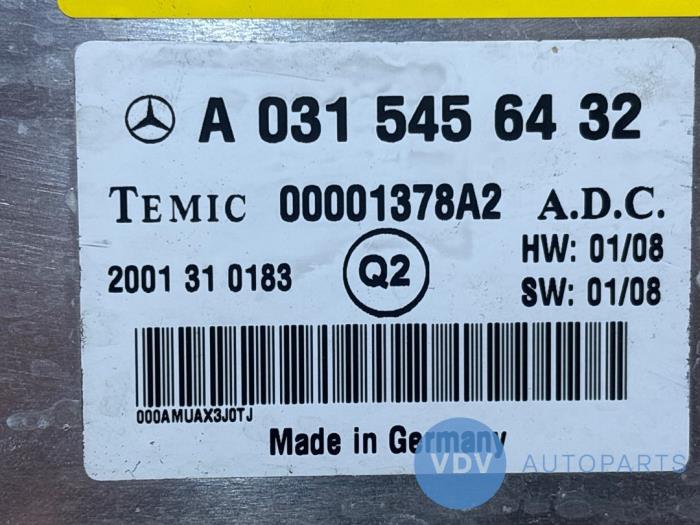 A 031 545 64 32
TEMIC 00001378A2 A.D.C.
HW: 01/08
2001 31 0183 Q2
SW: 01/08
000AMUAX3J0TJ
Made in Germany
VDV AUTOPARTS